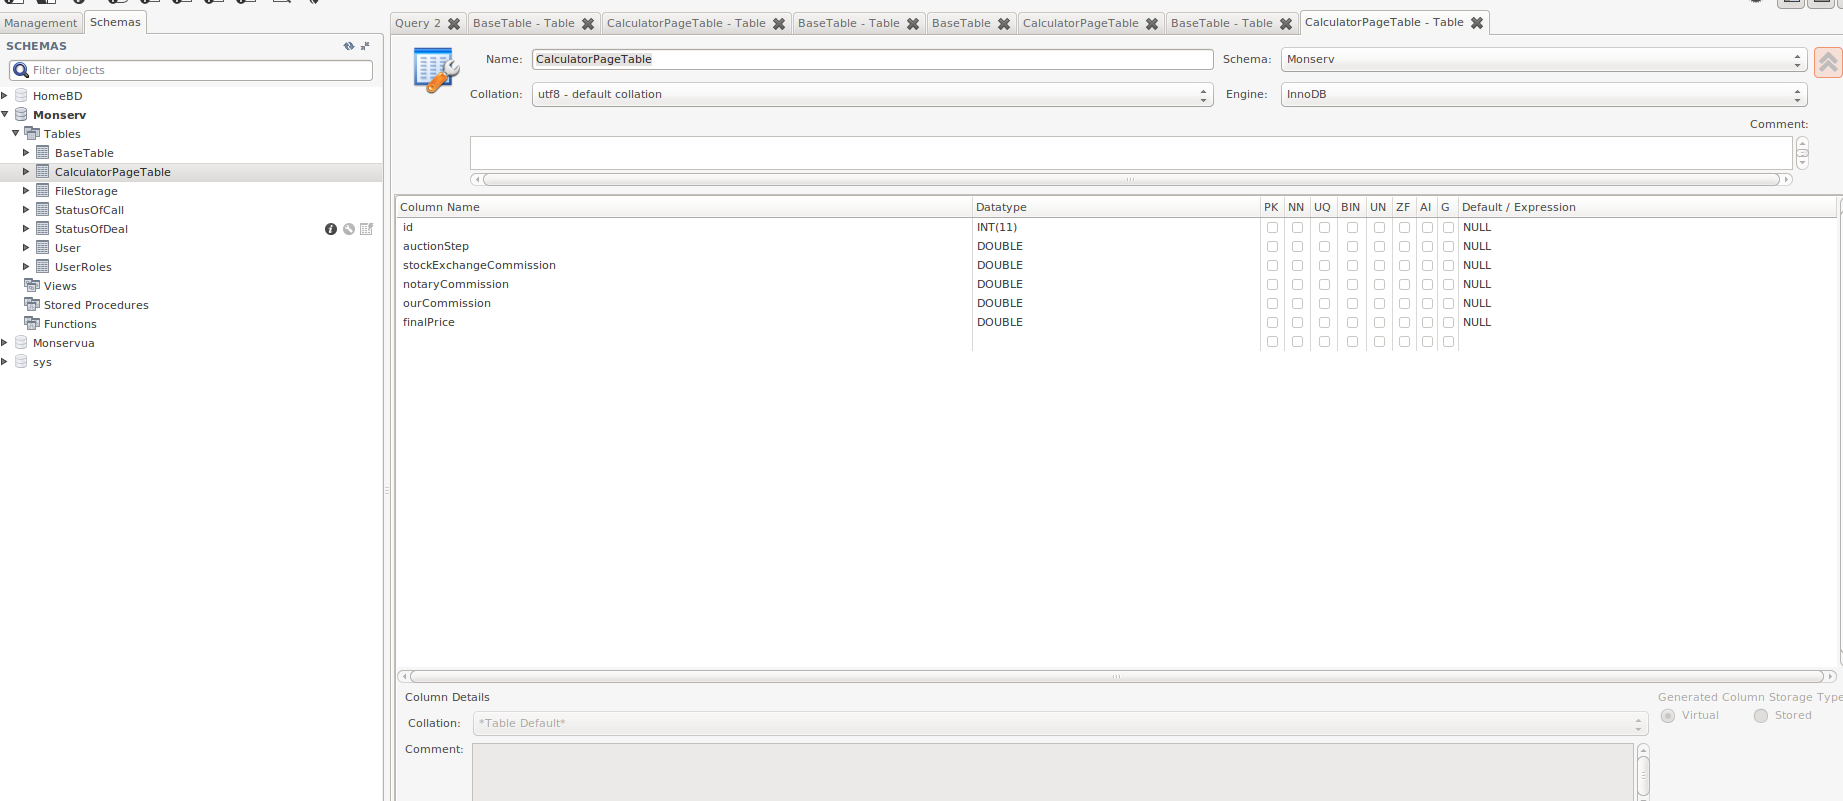 Management
Schemas
SCHEMAS
Filter objects
HomeBD
Monserv
Tables
BaseTable
CalculatorPageTable
FileStorage
StatusOfCall
StatusOfDeal
User
UserRoles
Views
Stored Procedures
Functions
Monservua
sys
Query 2
BaseTable - Table
CalculatorPageTable - Table
BaseTable - Table
BaseTable
CalculatorPageTable
BaseTable - Table
CalculatorPageTable - Table
Name: CalculatorPageTable
Schema: Monserv
Collation: utf8 - default collation
Engine: InnoDB
Comment:
Column Name Datatype PK NN UQ BIN UN ZF AI G Default / Expression
id INT(11) NULL
auctionStep DOUBLE NULL
stockExchangeCommission DOUBLE NULL
notaryCommission DOUBLE NULL
ourCommission DOUBLE NULL
finalPrice DOUBLE NULL
Column Details
Collation: *Table Default*
Comment:
Generated Column Storage Type
Virtual Stored